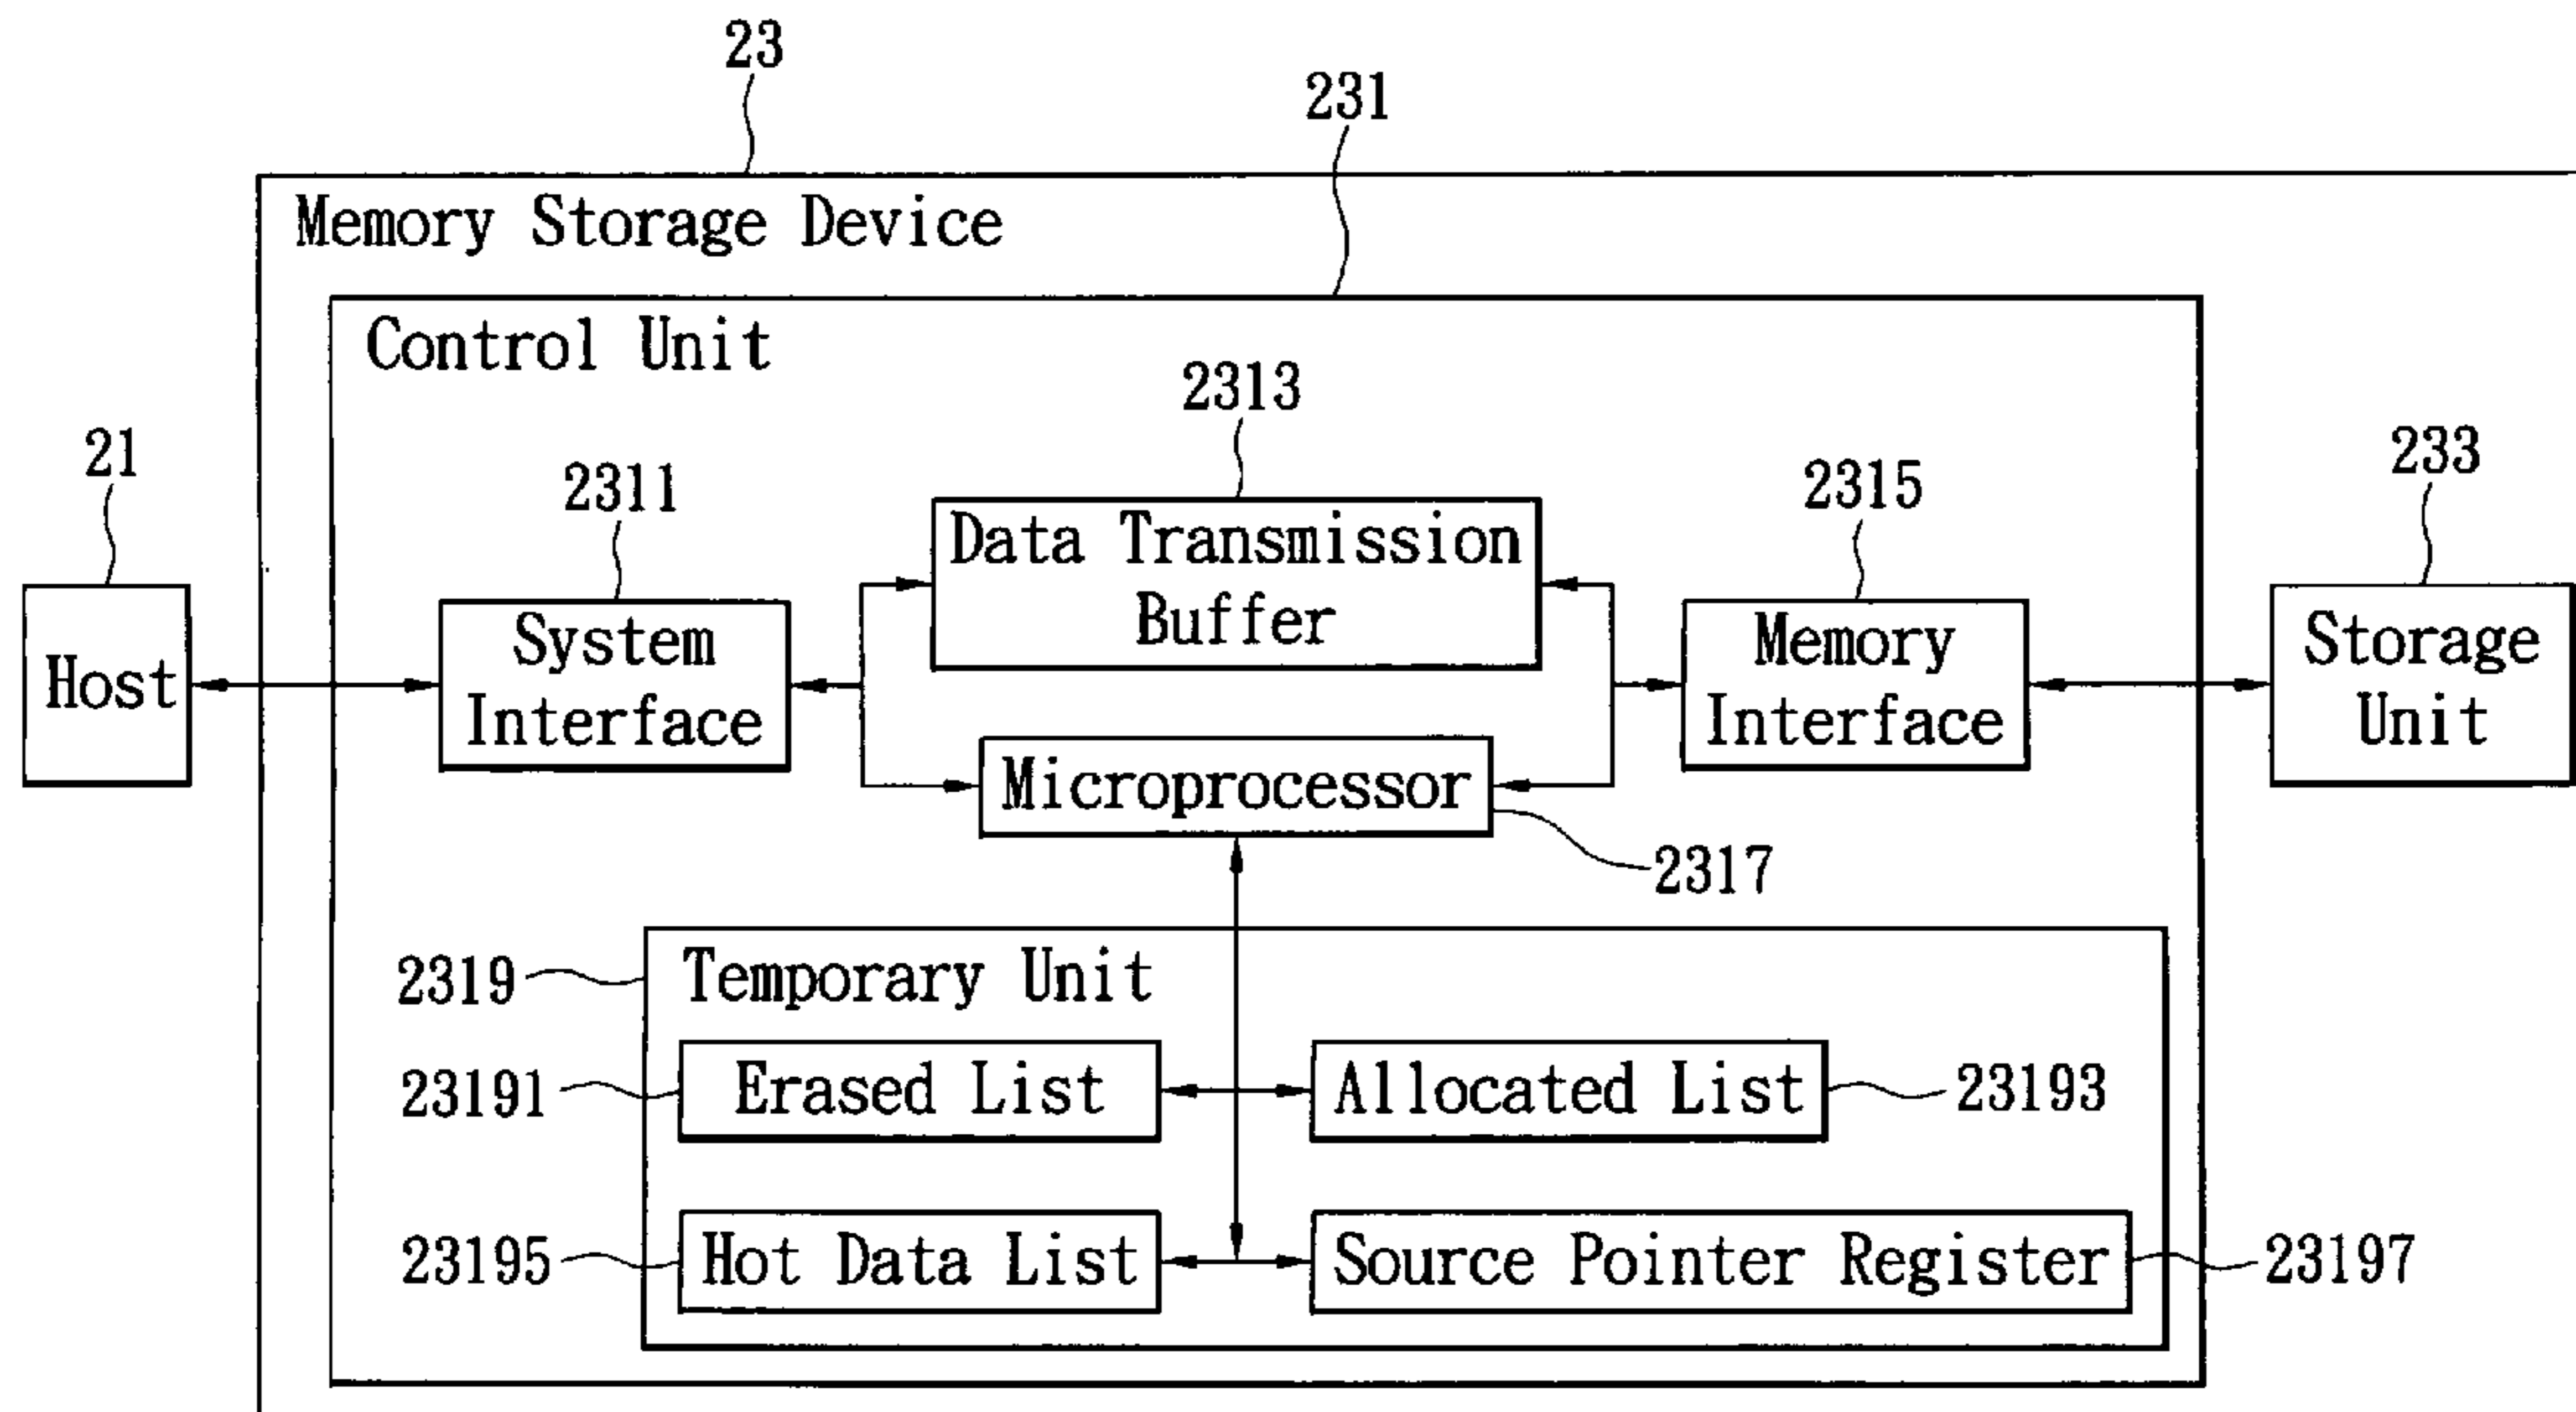 23
231
Memory Storage Device
Control Unit
2313
21
2311
2315
233
Data Transmission
Buffer
Host
System
Interface
Memory
Interface
Storage
Unit
Microprocessor
2317
2319
Temporary Unit
23191
Erased List
Allocated List
23193
23195
Hot Data List
Source Pointer Register
23197